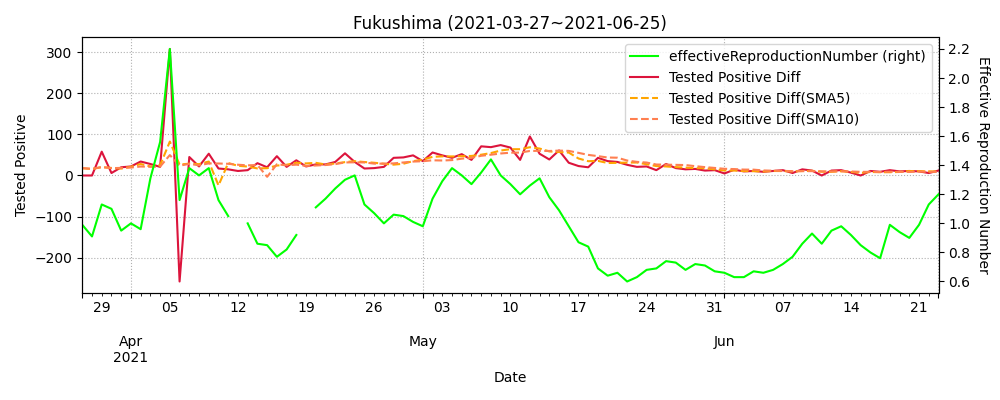 Fukushima (2021-03-27~2021-06-25)
effectiveReproductionNumber (right)
Tested Positive Diff
Tested Positive Diff(SMA5)
Tested Positive Diff(SMA10)
Tested Positive
300
200
100
0
−100
−200
Effective Reproduction Number
2.2
2.0
1.8
1.6
1.4
1.2
1.0
0.8
0.6
29 05 12 19 26 03 10 17 24 31 07 14 21
Apr May Jun
2021
Date